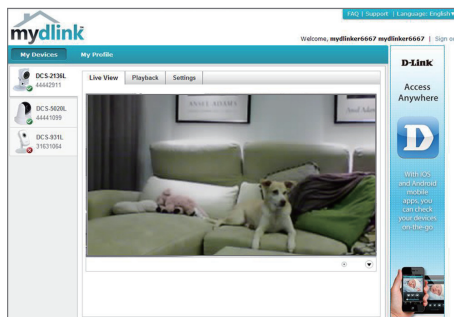 FAQ | Support | Language: English
mydlink
Welcome, mydlinker6667 mydlinker6667 | Sign o
My Devices My Profile
DCS-2136L
44442911
DCS-5020L
44441099
DCS-931L
31631064
Live View Playback Settings
ANSEL ADAMS
D-Link
Access
Anywhere
D
With iOS
and Android
mobile
apps, you
can check
your devices
on-the-go